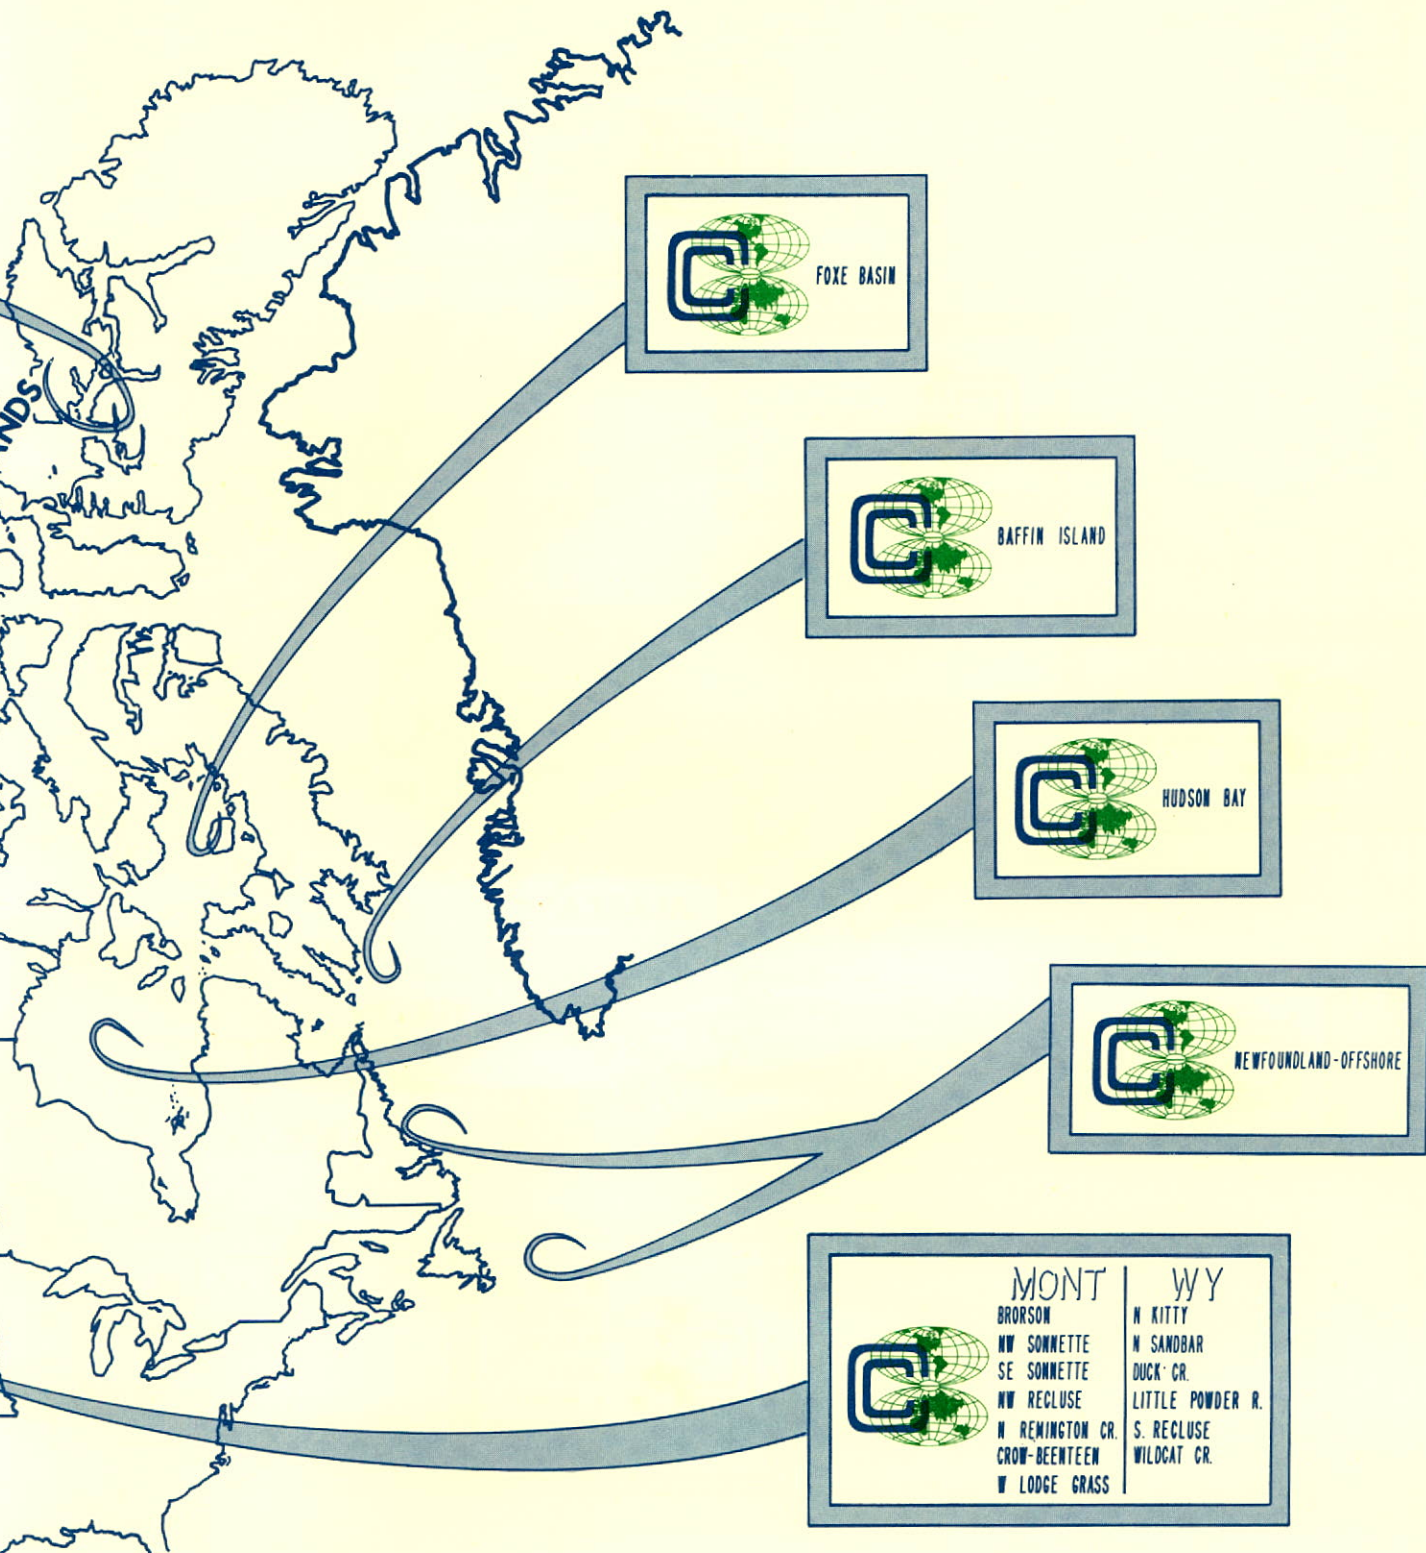 NDS
FOXE BASIN
BAFFIN ISLAND
HUDSON BAY
NEWFOUNDLAND-OFFSHORE
MONT
BRORSON
NW SONNETTE
SE SONNETTE
NW RECLUSE
N REMINGTON CR.
CROW-BEENTEEN
W LODGE GRASS
WY
N KITTY
N SANDBAR
DUCK CR.
LITTLE POWDER R.
S. RECLUSE
WILDCAT CR.